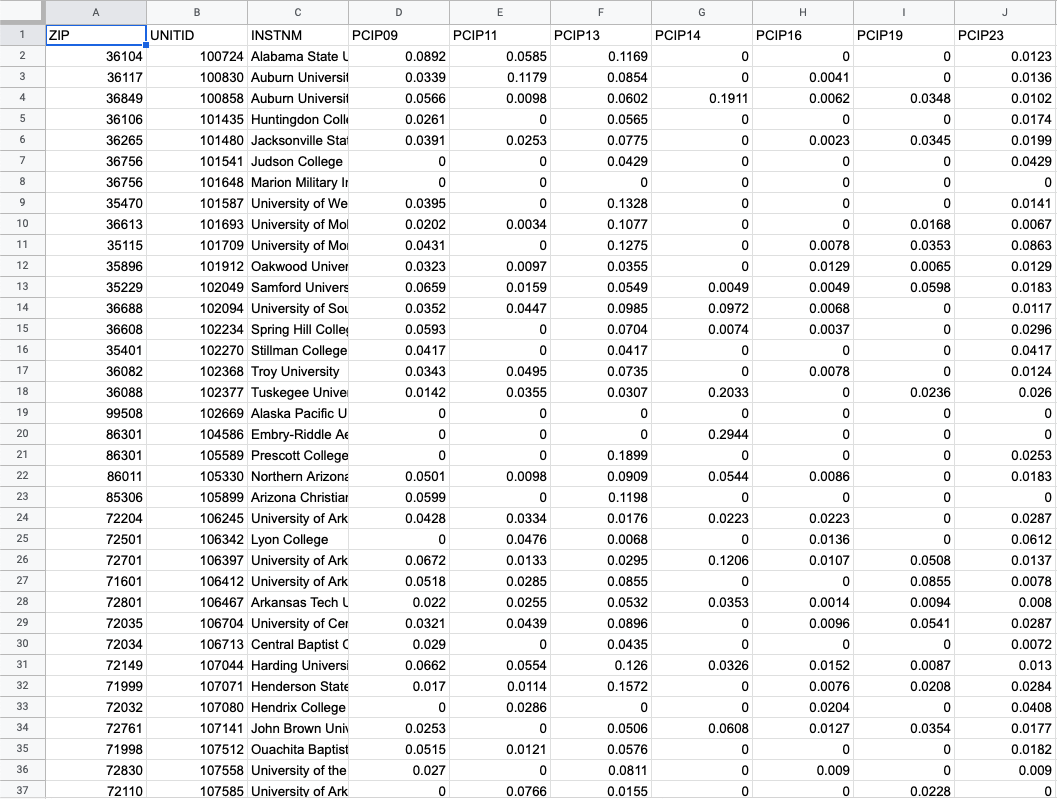 A B C D E F G H I J
1 ZIP UNITID INSTNM PCIP09 PCIP11 PCIP13 PCIP14 PCIP16 PCIP19 PCIP23
2 36104 100724 Alabama State U 0.0892 0.0585 0.1169 0 0 0 0.0123
3 36117 100830 Auburn Universit 0.0339 0.1179 0.0854 0 0.0041 0 0.0136
4 36849 100858 Auburn Universit 0.0566 0.0098 0.0602 0.1911 0.0062 0.0348 0.0102
5 36106 101435 Huntingdon Colle 0.0261 0 0.0565 0 0 0 0.0174
6 36265 101480 Jacksonville Stat 0.0391 0.0253 0.0775 0 0.0023 0.0345 0.0199
7 36756 101541 Judson College 0 0 0.0429 0 0 0 0.0429
8 36756 101648 Marion Military In 0 0 0 0 0 0 0
9 35470 101587 University of We 0.0395 0 0.1328 0 0 0 0.0141
10 36613 101693 University of Mol 0.0202 0.0034 0.1077 0 0 0.0168 0.0067
11 35115 101709 University of Mor 0.0431 0 0.1275 0 0.0078 0.0353 0.0863
12 35896 101912 Oakwood Univer 0.0323 0.0097 0.0355 0 0.0129 0.0065 0.0129
13 35229 102049 Samford Univers 0.0659 0.0159 0.0549 0.0049 0.0049 0.0598 0.0183
14 36688 102094 University of Sou 0.0352 0.0447 0.0985 0.0972 0.0068 0 0.0117
15 36608 102234 Spring Hill Colleg 0.0593 0 0.0704 0.0074 0.0037 0 0.0296
16 35401 102270 Stillman College 0.0417 0 0.0417 0 0 0 0.0417
17 36082 102368 Troy University 0.0343 0.0495 0.0735 0 0.0078 0 0.0124
18 36088 102377 Tuskegee Univer 0.0142 0.0355 0.0307 0.2033 0 0.0236 0.026
19 99508 102669 Alaska Pacific U 0 0 0 0 0 0 0
20 86301 104586 Embry-Riddle Ae 0 0 0 0.2944 0 0 0
21 86301 105589 Prescott College 0 0 0.1899 0 0 0 0.0253
22 86011 105330 Northern Arizona 0.0501 0.0098 0.0909 0.0544 0.0086 0 0.0183
23 85306 105899 Arizona Christian 0.0599 0 0.1198 0 0 0 0
24 72204 106245 University of Ark 0.0428 0.0334 0.0176 0.0223 0.0223 0 0.0287
25 72501 106342 Lyon College 0 0.0476 0.0068 0 0.0136 0 0.0612
26 72701 106397 University of Ark 0.0672 0.0133 0.0295 0.1206 0.0107 0.0508 0.0137
27 71601 106412 University of Ark 0.0518 0.0285 0.0855 0 0 0.0855 0.0078
28 72801 106467 Arkansas Tech U 0.022 0.0255 0.0532 0.0353 0.0014 0.0094 0.008
29 72035 106704 University of Cer 0.0321 0.0439 0.0896 0 0.0096 0.0541 0.0287
30 72034 106713 Central Baptist C 0.029 0 0.0435 0 0 0 0.0072
31 72149 107044 Harding Universi 0.0662 0.0554 0.126 0.0326 0.0152 0.0087 0.013
32 71999 107071 Henderson State 0.017 0.0114 0.1572 0 0.0076 0.0208 0.0284
33 72032 107080 Hendrix College 0 0.0286 0 0 0.0204 0 0.0408
34 72761 107141 John Brown Univ 0.0253 0 0.0506 0.0608 0.0127 0.0354 0.0177
35 71998 107512 Ouachita Baptist 0.0515 0.0121 0.0576 0 0 0 0.0182
36 72830 107558 University of the 0.027 0 0.0811 0 0.009 0 0.009
37 72110 107585 University of Ark 0 0.0766 0.0155 0 0 0.0228 0